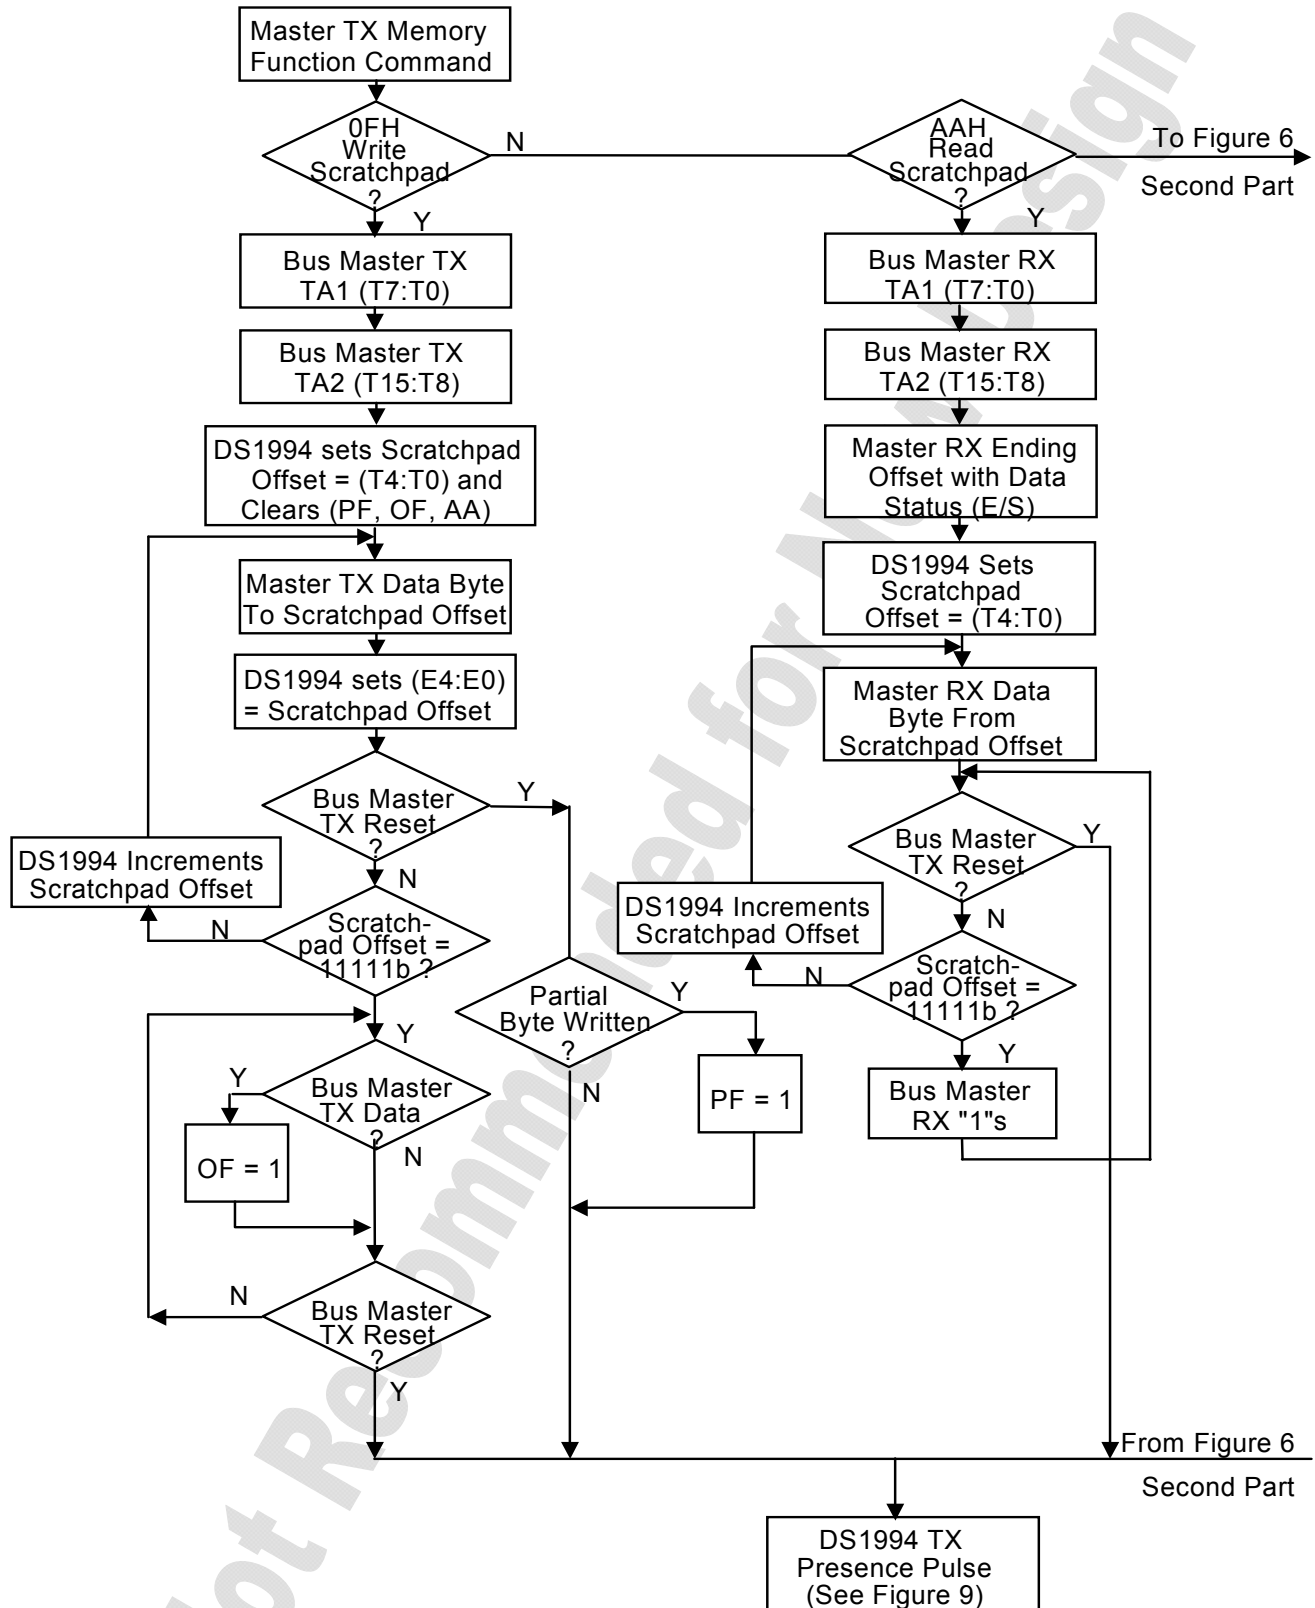 Master TX Memory
Function Command
0FH
Write
Scratchpad
?
N
Y
AAH
Read
Scratchpad
?
Y
To Figure 6
Second Part
Bus Master TX
TA1 (T7:T0)
Bus Master TX
TA2 (T15:T8)
DS1994 sets Scratchpad
Offset = (T4:T0) and
Clears (PF, OF, AA)
Master TX Data Byte
To Scratchpad Offset
DS1994 sets (E4:E0)
= Scratchpad Offset
Bus Master
TX Reset
?
Y
N
DS1994 Increments
Scratchpad Offset
N
Scratch-
pad Offset =
11111b ?
Y
Bus Master
TX Data
?
Y
N
OF = 1
Bus Master
TX Reset
?
N
Y
Partial
Byte Written
?
Y
N
PF = 1
Bus Master RX
TA1 (T7:T0)
Bus Master RX
TA2 (T15:T8)
Master RX Ending
Offset with Data
Status (E/S)
DS1994 Sets
Scratchpad
Offset = (T4:T0)
Master RX Data
Byte From
Scratchpad Offset
Bus Master
TX Reset
?
Y
N
DS1994 Increments
Scratchpad Offset
N
Scratch-
pad Offset =
11111b ?
Y
Bus Master
RX "1"s
From Figure 6
Second Part
DS1994 TX
Presence Pulse
(See Figure 9)
Not Recommended for New Design